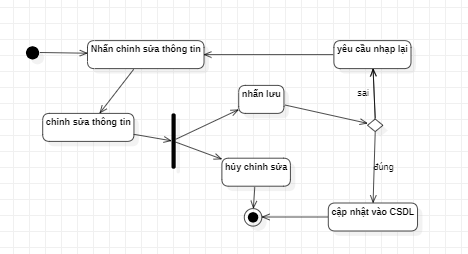 Nhấn chỉnh sửa thông tin
yêu cầu nhạp lại
nhấn lưu
sai
chỉnh sửa thông tin
hủy chỉnh sửa
đúng
cập nhật vào CSDL